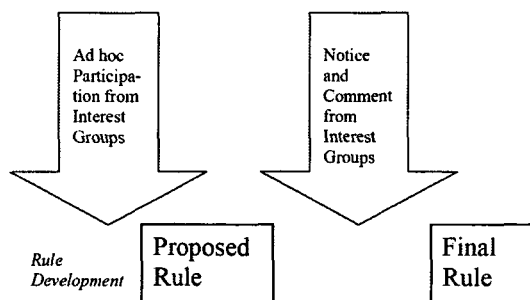 Ad hoc
Participa-
tion from
Interest
Groups
Notice
and
Comment
from
Interest
Groups
Rule
Development
Proposed
Rule
Final
Rule